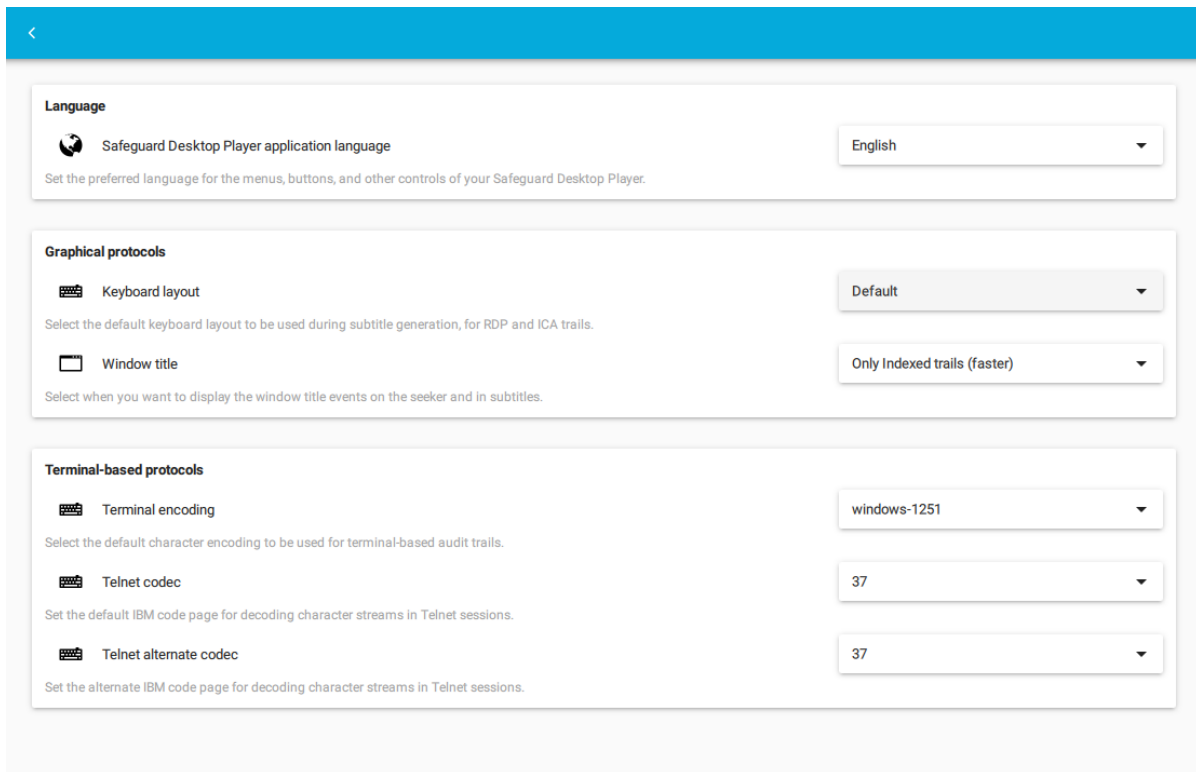 Language
Safeguard Desktop Player application language
English
Set the preferred language for the menus, buttons, and other controls of your Safeguard Desktop Player.
Graphical protocols
Keyboard layout
Default
Select the default keyboard layout to be used during subtitle generation, for RDP and ICA trails.
Window title
Only Indexed trails (faster)
Select when you want to display the window title events on the seeker and in subtitles.
Terminal-based protocols
Terminal encoding
windows-1251
Select the default character encoding to be used for terminal-based audit trails.
Telnet codec
37
Set the default IBM code page for decoding character streams in Telnet sessions.
Telnet alternate codec
37
Set the alternate IBM code page for decoding character streams in Telnet sessions.